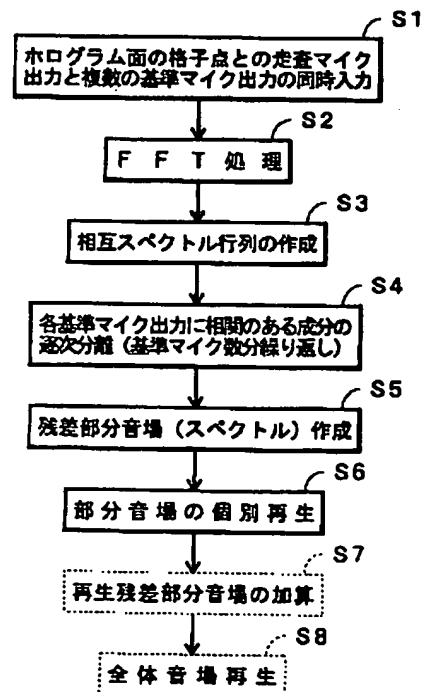 S1
ホログラム面の格子点との走査マイク
出力と複数の基準マイク出力の同時入力
S2
FFT処理
S3
相互スペクトル行列の作成
S4
各基準マイク出力に相関のある成分の
逐次分離（基準マイク数分繰り返し）
S5
残差部分音場（スペクトル）作成
S6
部分音場の個別再生
S7
再生残差部分音場の加算
S8
全体音場再生